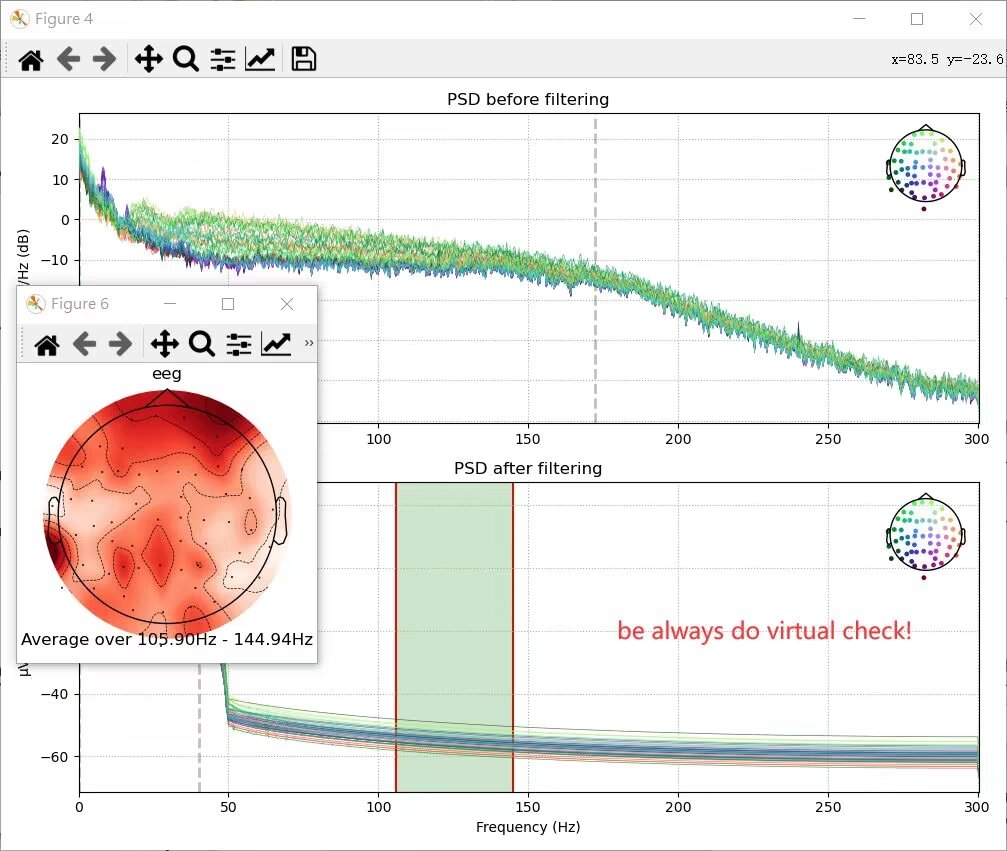 Figure 4
x=83.5 y=-23.6
PSD before filtering
20
10
0
−10
/Hz (dB)
100
150
200
250
300
Figure 6
eeg
Average over 105.90Hz - 144.94Hz
PSD after filtering
be always do virtual check!
µV
−40
−60
0
50
100
150
200
250
300
Frequency (Hz)